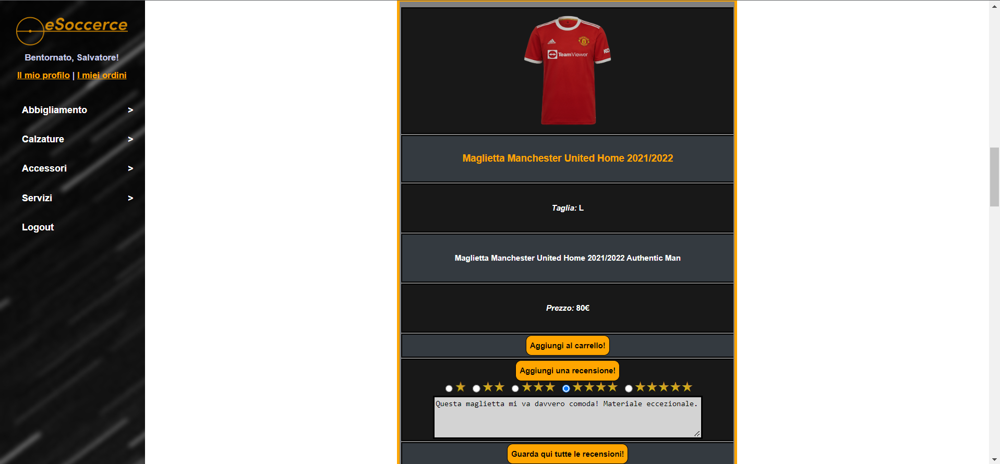 eSoccerce
Bentornato, Salvatore!
Il mio profilo | I miei ordini
Abbigliamento >
Calzature >
Accessori >
Servizi >
Logout
TeamViewer
Maglietta Manchester United Home 2021/2022
Taglia: L
Maglietta Manchester United Home 2021/2022 Authentic Man
Prezzo: 80€
Aggiungi al carrello!
Aggiungi una recensione!
Questa maglietta mi va davvero comoda! Materiale eccezionale.
Guarda qui tutte le recensioni!